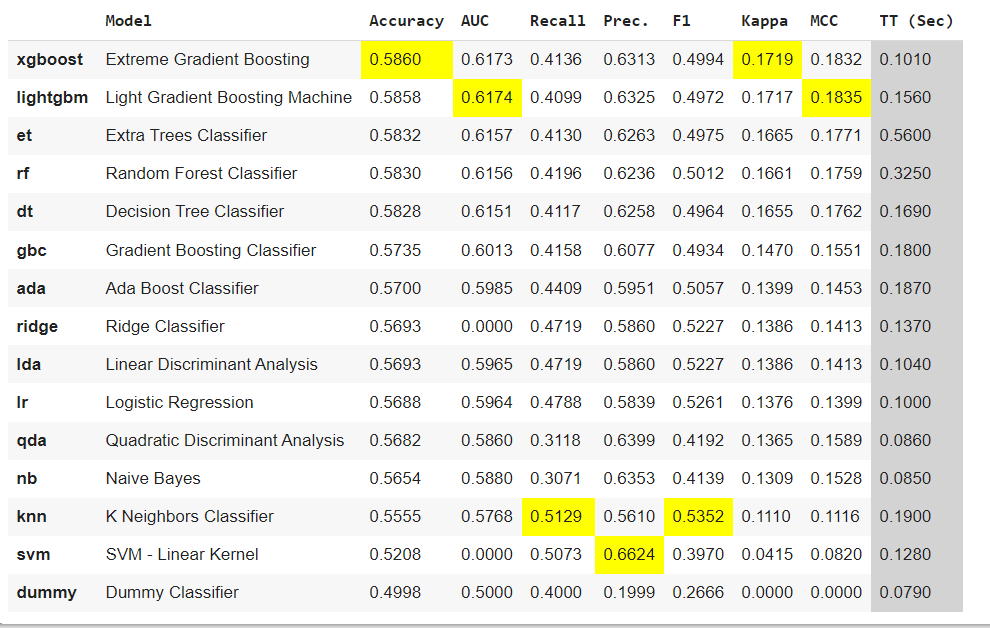 Model Accuracy AUC Recall Prec. F1 Kappa MCC TT (Sec)
xgboost Extreme Gradient Boosting 0.5860 0.6173 0.4136 0.6313 0.4994 0.1719 0.1832 0.1010
lightgbm Light Gradient Boosting Machine 0.5858 0.6174 0.4099 0.6325 0.4972 0.1717 0.1835 0.1560
et Extra Trees Classifier 0.5832 0.6157 0.4130 0.6263 0.4975 0.1665 0.1771 0.5600
rf Random Forest Classifier 0.5830 0.6156 0.4196 0.6236 0.5012 0.1661 0.1759 0.3250
dt Decision Tree Classifier 0.5828 0.6151 0.4117 0.6258 0.4964 0.1655 0.1762 0.1690
gbc Gradient Boosting Classifier 0.5735 0.6013 0.4158 0.6077 0.4934 0.1470 0.1551 0.1800
ada Ada Boost Classifier 0.5700 0.5985 0.4409 0.5951 0.5057 0.1399 0.1453 0.1870
ridge Ridge Classifier 0.5693 0.0000 0.4719 0.5860 0.5227 0.1386 0.1413 0.1370
lda Linear Discriminant Analysis 0.5693 0.5965 0.4719 0.5860 0.5227 0.1386 0.1413 0.1040
lr Logistic Regression 0.5688 0.5964 0.4788 0.5839 0.5261 0.1376 0.1399 0.1000
qda Quadratic Discriminant Analysis 0.5682 0.5860 0.3118 0.6399 0.4192 0.1365 0.1589 0.0860
nb Naive Bayes 0.5654 0.5880 0.3071 0.6353 0.4139 0.1309 0.1528 0.0850
knn K Neighbors Classifier 0.5555 0.5768 0.5129 0.5610 0.5352 0.1110 0.1116 0.1900
svm SVM - Linear Kernel 0.5208 0.0000 0.5073 0.6624 0.3970 0.0415 0.0820 0.1280
dummy Dummy Classifier 0.4998 0.5000 0.4000 0.1999 0.2666 0.0000 0.0000 0.0790